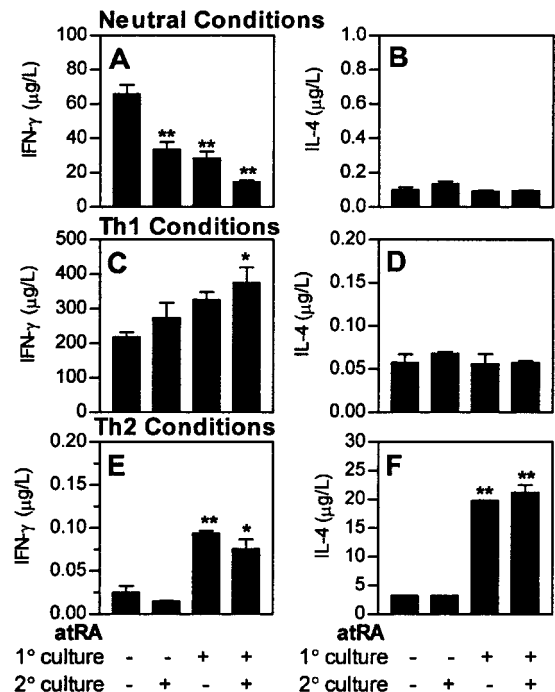 Neutral Conditions
A
IFN-γ (μg/L)
80
60
40
20
0
**
**
**
B
IL-4 (μg/L)
1.0
0.8
0.6
0.4
0.2
0.0
Th1 Conditions
C
IFN-γ (μg/L)
500
400
300
200
100
0
*
D
IL-4 (μg/L)
0.20
0.15
0.10
0.05
0.00
Th2 Conditions
E
IFN-γ (μg/L)
0.20
0.15
0.10
0.05
0.00
**
*
F
IL-4 (μg/L)
30
25
20
15
10
5
0
**
**
atRA
1° culture - - + +
2° culture - + - +
atRA
1° culture - - + +
2° culture - + - +